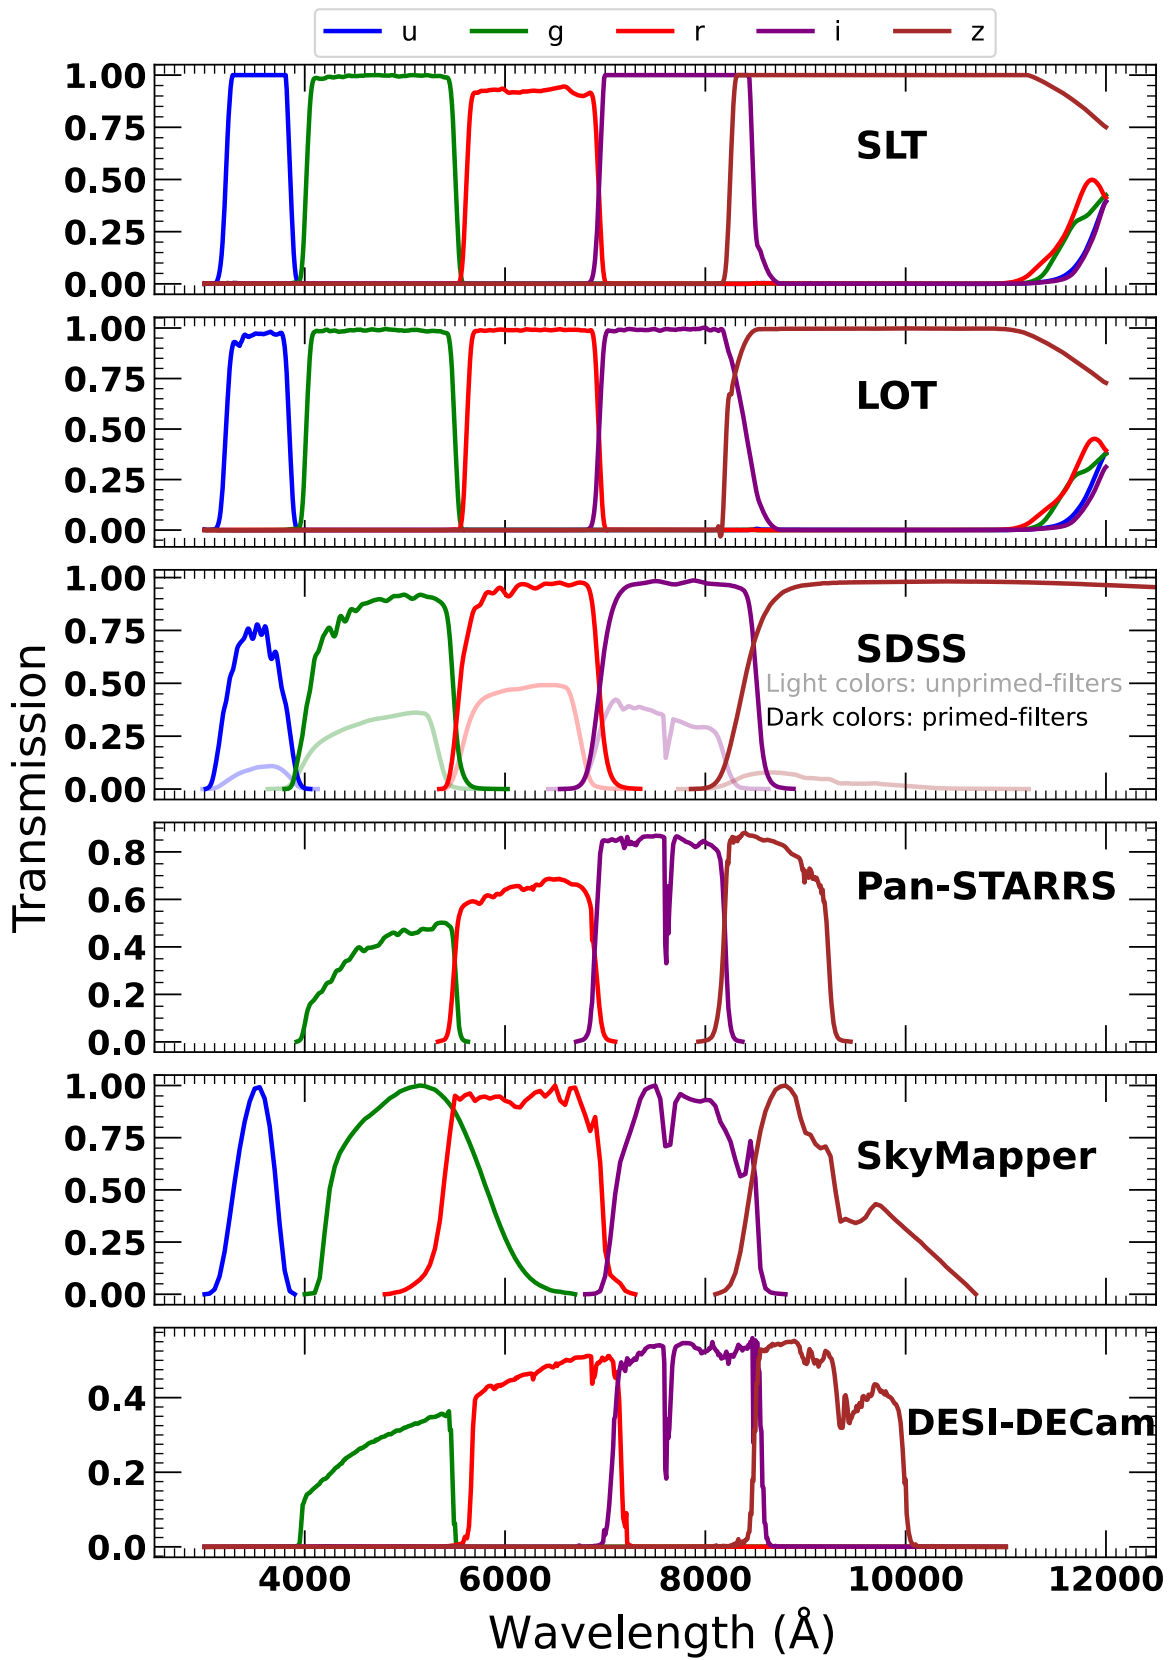 u g r i z
1.00
0.75
0.50
0.25
0.00
SLT
1.00
0.75
0.50
0.25
0.00
LOT
1.00
0.75
0.50
0.25
0.00
SDSS
Light colors: unprimed-filters
Dark colors: primed-filters
Transmission
0.8
0.6
0.4
0.2
0.0
Pan-STARRS
1.00
0.75
0.50
0.25
0.00
SkyMapper
0.4
0.2
0.0
DESI-DECam
4000 6000 8000 10000 12000
Wavelength (Å)